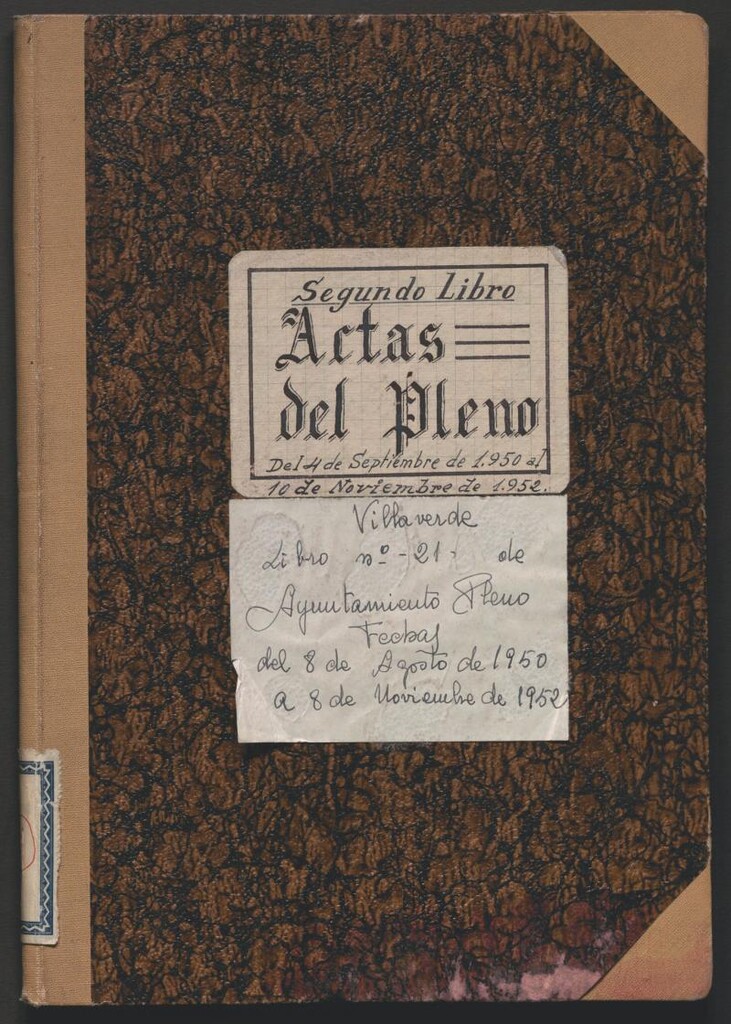 Segundo Libro
Actas
del Pleno
Del 4 de Septiembre de 1.950 al
10 de Noviembre de 1.952.
Villaverde
Libro nº - 21 - de
Ayuntamiento Pleno
Fechas
del 8 de Agosto de 1950
a 8 de Noviembre de 1952